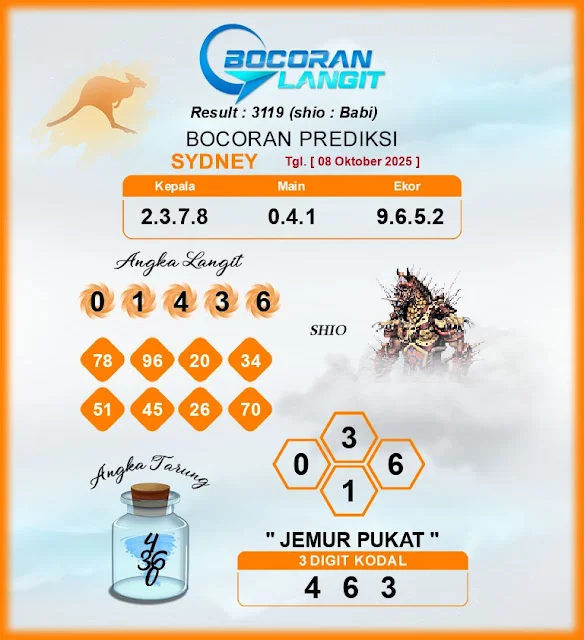 BOCORAN
LANGIT
Result : 3119 (shio : Babi)
BOCORAN PREDIKSI
SYDNEY Tgl. [ 08 Oktober 2025 ]
Kepala Main Ekor
2.3.7.8 0.4.1 9.6.5.2
Angka Langit
0 1 4 3 6
SHIO
78 96 20 34
51 45 26 70
3
0 6
1
Angka Tarung
4
36
0
" JEMUR PUKAT "
3 DIGIT KODAL
4 6 3